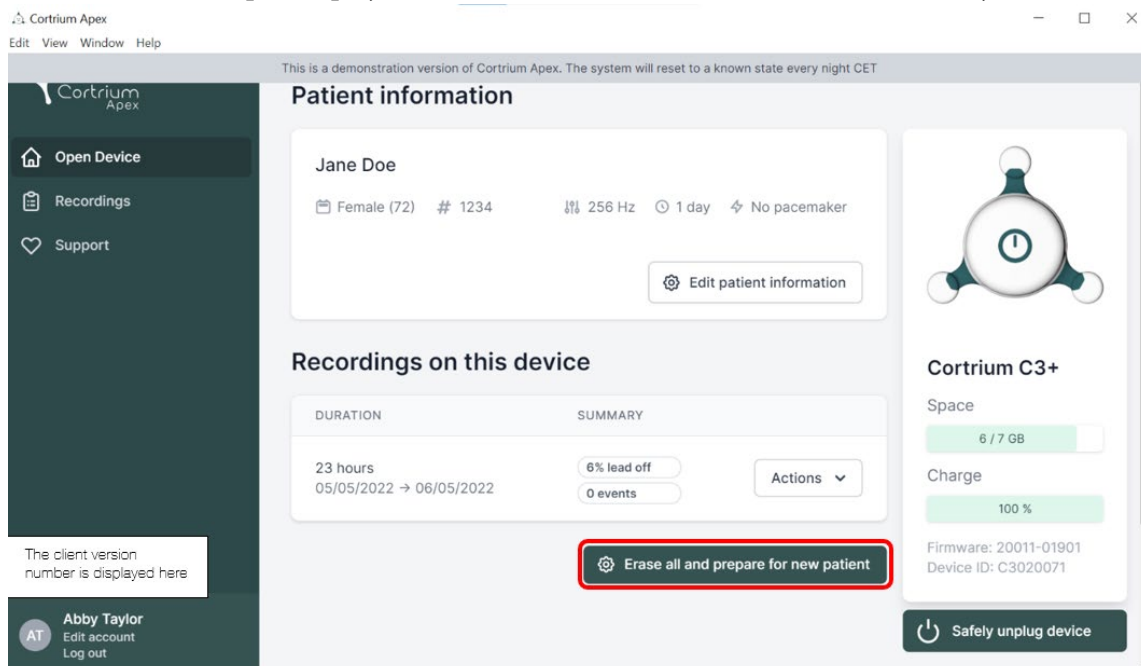 Cortrium Apex
Edit View Window Help
This is a demonstration version of Cortrium Apex. The system will reset to a known state every night CET
Cortrium
Apex
Open Device
Recordings
Support
Patient information
Jane Doe
Female (72) # 1234 256 Hz 1 day No pacemaker
Edit patient information
Recordings on this device
DURATION SUMMARY
23 hours
05/05/2022 → 06/05/2022
6% lead off
0 events
Actions
Erase all and prepare for new patient
Cortrium C3+
Space
6 / 7 GB
Charge
100 %
Firmware: 20011-01901
Device ID: C3020071
Safely unplug device
The client version
number is displayed here
AT
Abby Taylor
Edit account
Log out